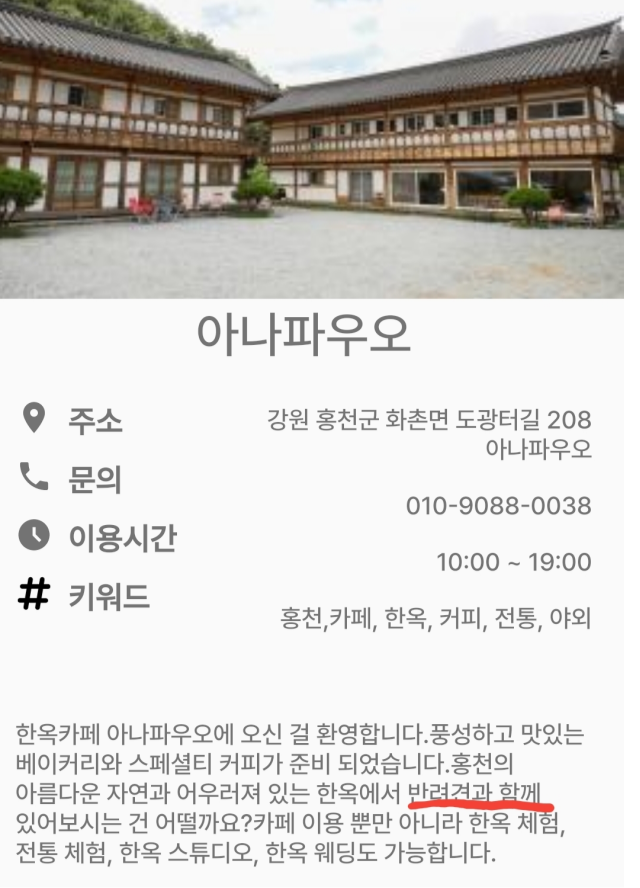 아나파우오
주소
강원 홍천군 화촌면 도광터길 208
아나파우오
문의
010-9088-0038
이용시간
10:00 ~ 19:00
# 키워드
홍천,카페, 한옥, 커피, 전통, 야외
한옥카페 아나파우오에 오신 걸 환영합니다.풍성하고 맛있는
베이커리와 스페셜티 커피가 준비 되었습니다.홍천의
아름다운 자연과 어우러져 있는 한옥에서 반려견과 함께
있어보시는 건 어떨까요?카페 이용 뿐만 아니라 한옥 체험,
전통 체험, 한옥 스튜디오, 한옥 웨딩도 가능합니다.